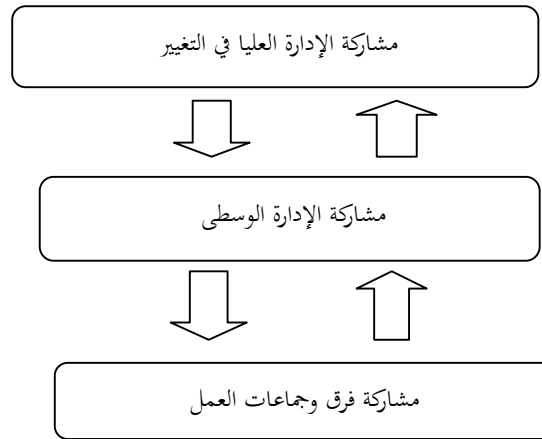 مشاركة الإدارة العليا في التغيير
مشاركة الإدارة الوسطى
مشاركة فرق وجماعات العمل